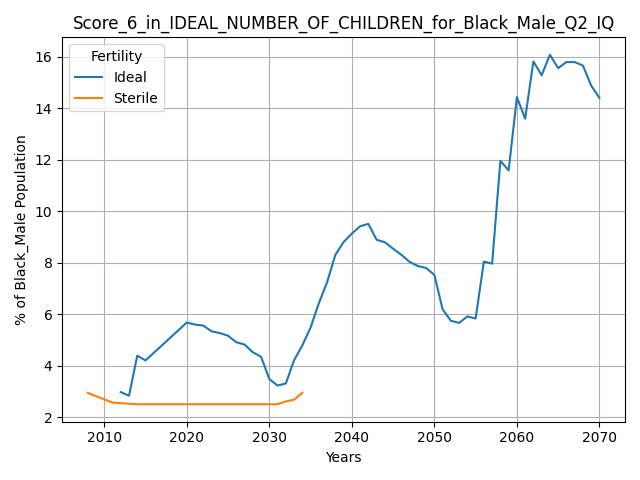 Score_6_in_IDEAL_NUMBER_OF_CHILDREN_for_Black_Male_Q2_IQ
Fertility
Ideal
Sterile
% of Black_Male Population
16
14
12
10
8
6
4
2
2010 2020 2030 2040 2050 2060 2070
Years